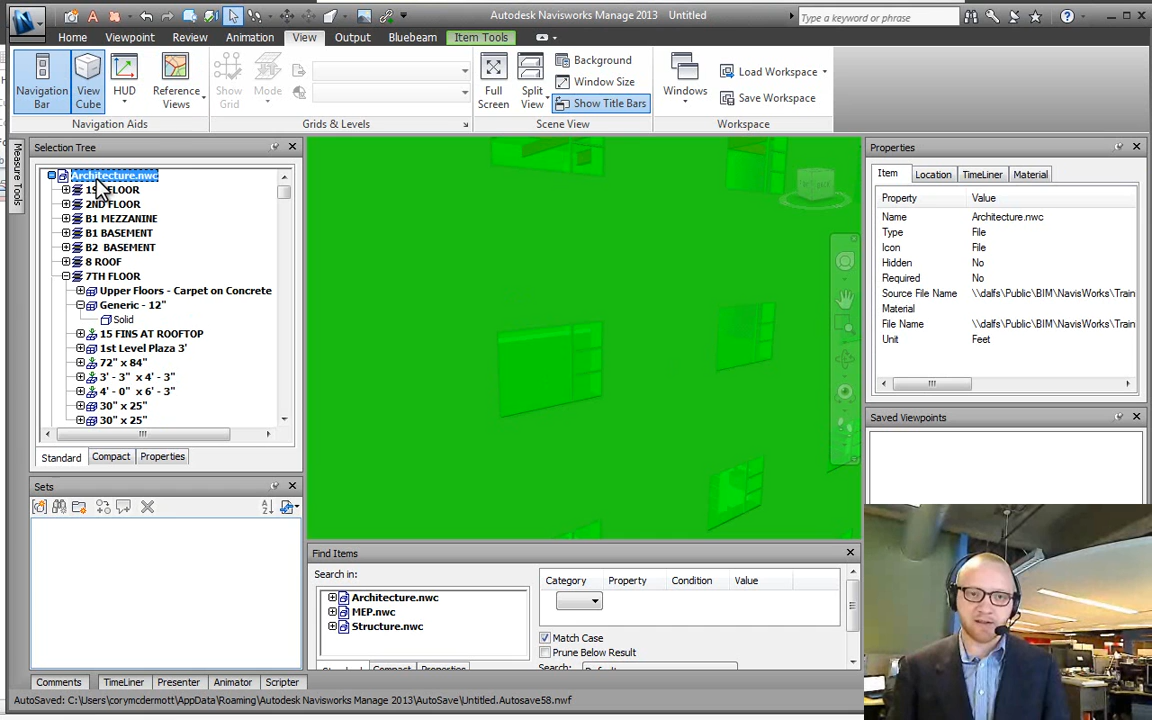 Autodesk Navisworks Manage 2013 Untitled
Type a keyword or phrase
Home Viewpoint Review Animation View Output Bluebeam Item Tools
Navigation Bar
View Cube
HUD
Reference Views
Navigation Aids
Show Grid
Mode
Grids & Levels
Full Screen
Split View
Background
Window Size
Show Title Bars
Scene View
Windows
Load Workspace
Save Workspace
Workspace
Measure Tools
Selection Tree
Architecture.nwc
1ST FLOOR
2ND FLOOR
B1 MEZZANINE
B1 BASEMENT
B2 BASEMENT
8 ROOF
7TH FLOOR
Upper Floors - Carpet on Concrete
Generic - 12"
Solid
15 FINS AT ROOFTOP
1st Level Plaza 3'
72" x 84"
3' - 3" x 4' - 3"
4' - 0" x 6' - 3"
30" x 25"
30" x 25"
Standard Compact Properties
Sets
Find Items
Search in:
Architecture.nwc
MEP.nwc
Structure.nwc
Standard Compact Properties
Category Property Condition Value
Match Case
Prune Below Result
Search:
Properties
Item Location TimeLiner Material
Property Value
Name Architecture.nwc
Type File
Icon File
Hidden No
Required No
Source File Name \\dalfs\Public\BIM\NavisWorks\Train
Material
File Name \\dalfs\Public\BIM\NavisWorks\Train
Unit Feet
Saved Viewpoints
Comments TimeLiner Presenter Animator Scripter
AutoSaved: C:\Users\corymcdermott\AppData\Roaming\Autodesk Navisworks Manage 2013\AutoSave\Untitled.Autosave58.nwf